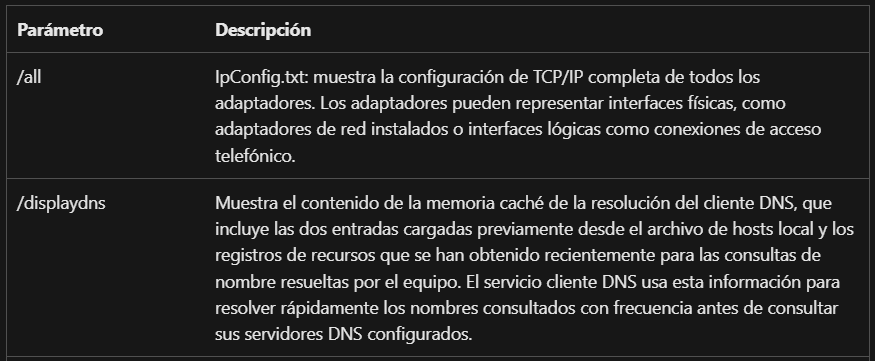 Parámetro Descripción
/all IpConfig.txt: muestra la configuración de TCP/IP completa de todos los
adaptadores. Los adaptadores pueden representar interfaces físicas, como
adaptadores de red instalados o interfaces lógicas como conexiones de acceso
telefónico.
/displaydns Muestra el contenido de la memoria caché de la resolución del cliente DNS, que
incluye las dos entradas cargadas previamente desde el archivo de hosts local y los
registros de recursos que se han obtenido recientemente para las consultas de
nombre resueltas por el equipo. El servicio cliente DNS usa esta información para
resolver rápidamente los nombres consultados con frecuencia antes de consultar
sus servidores DNS configurados.